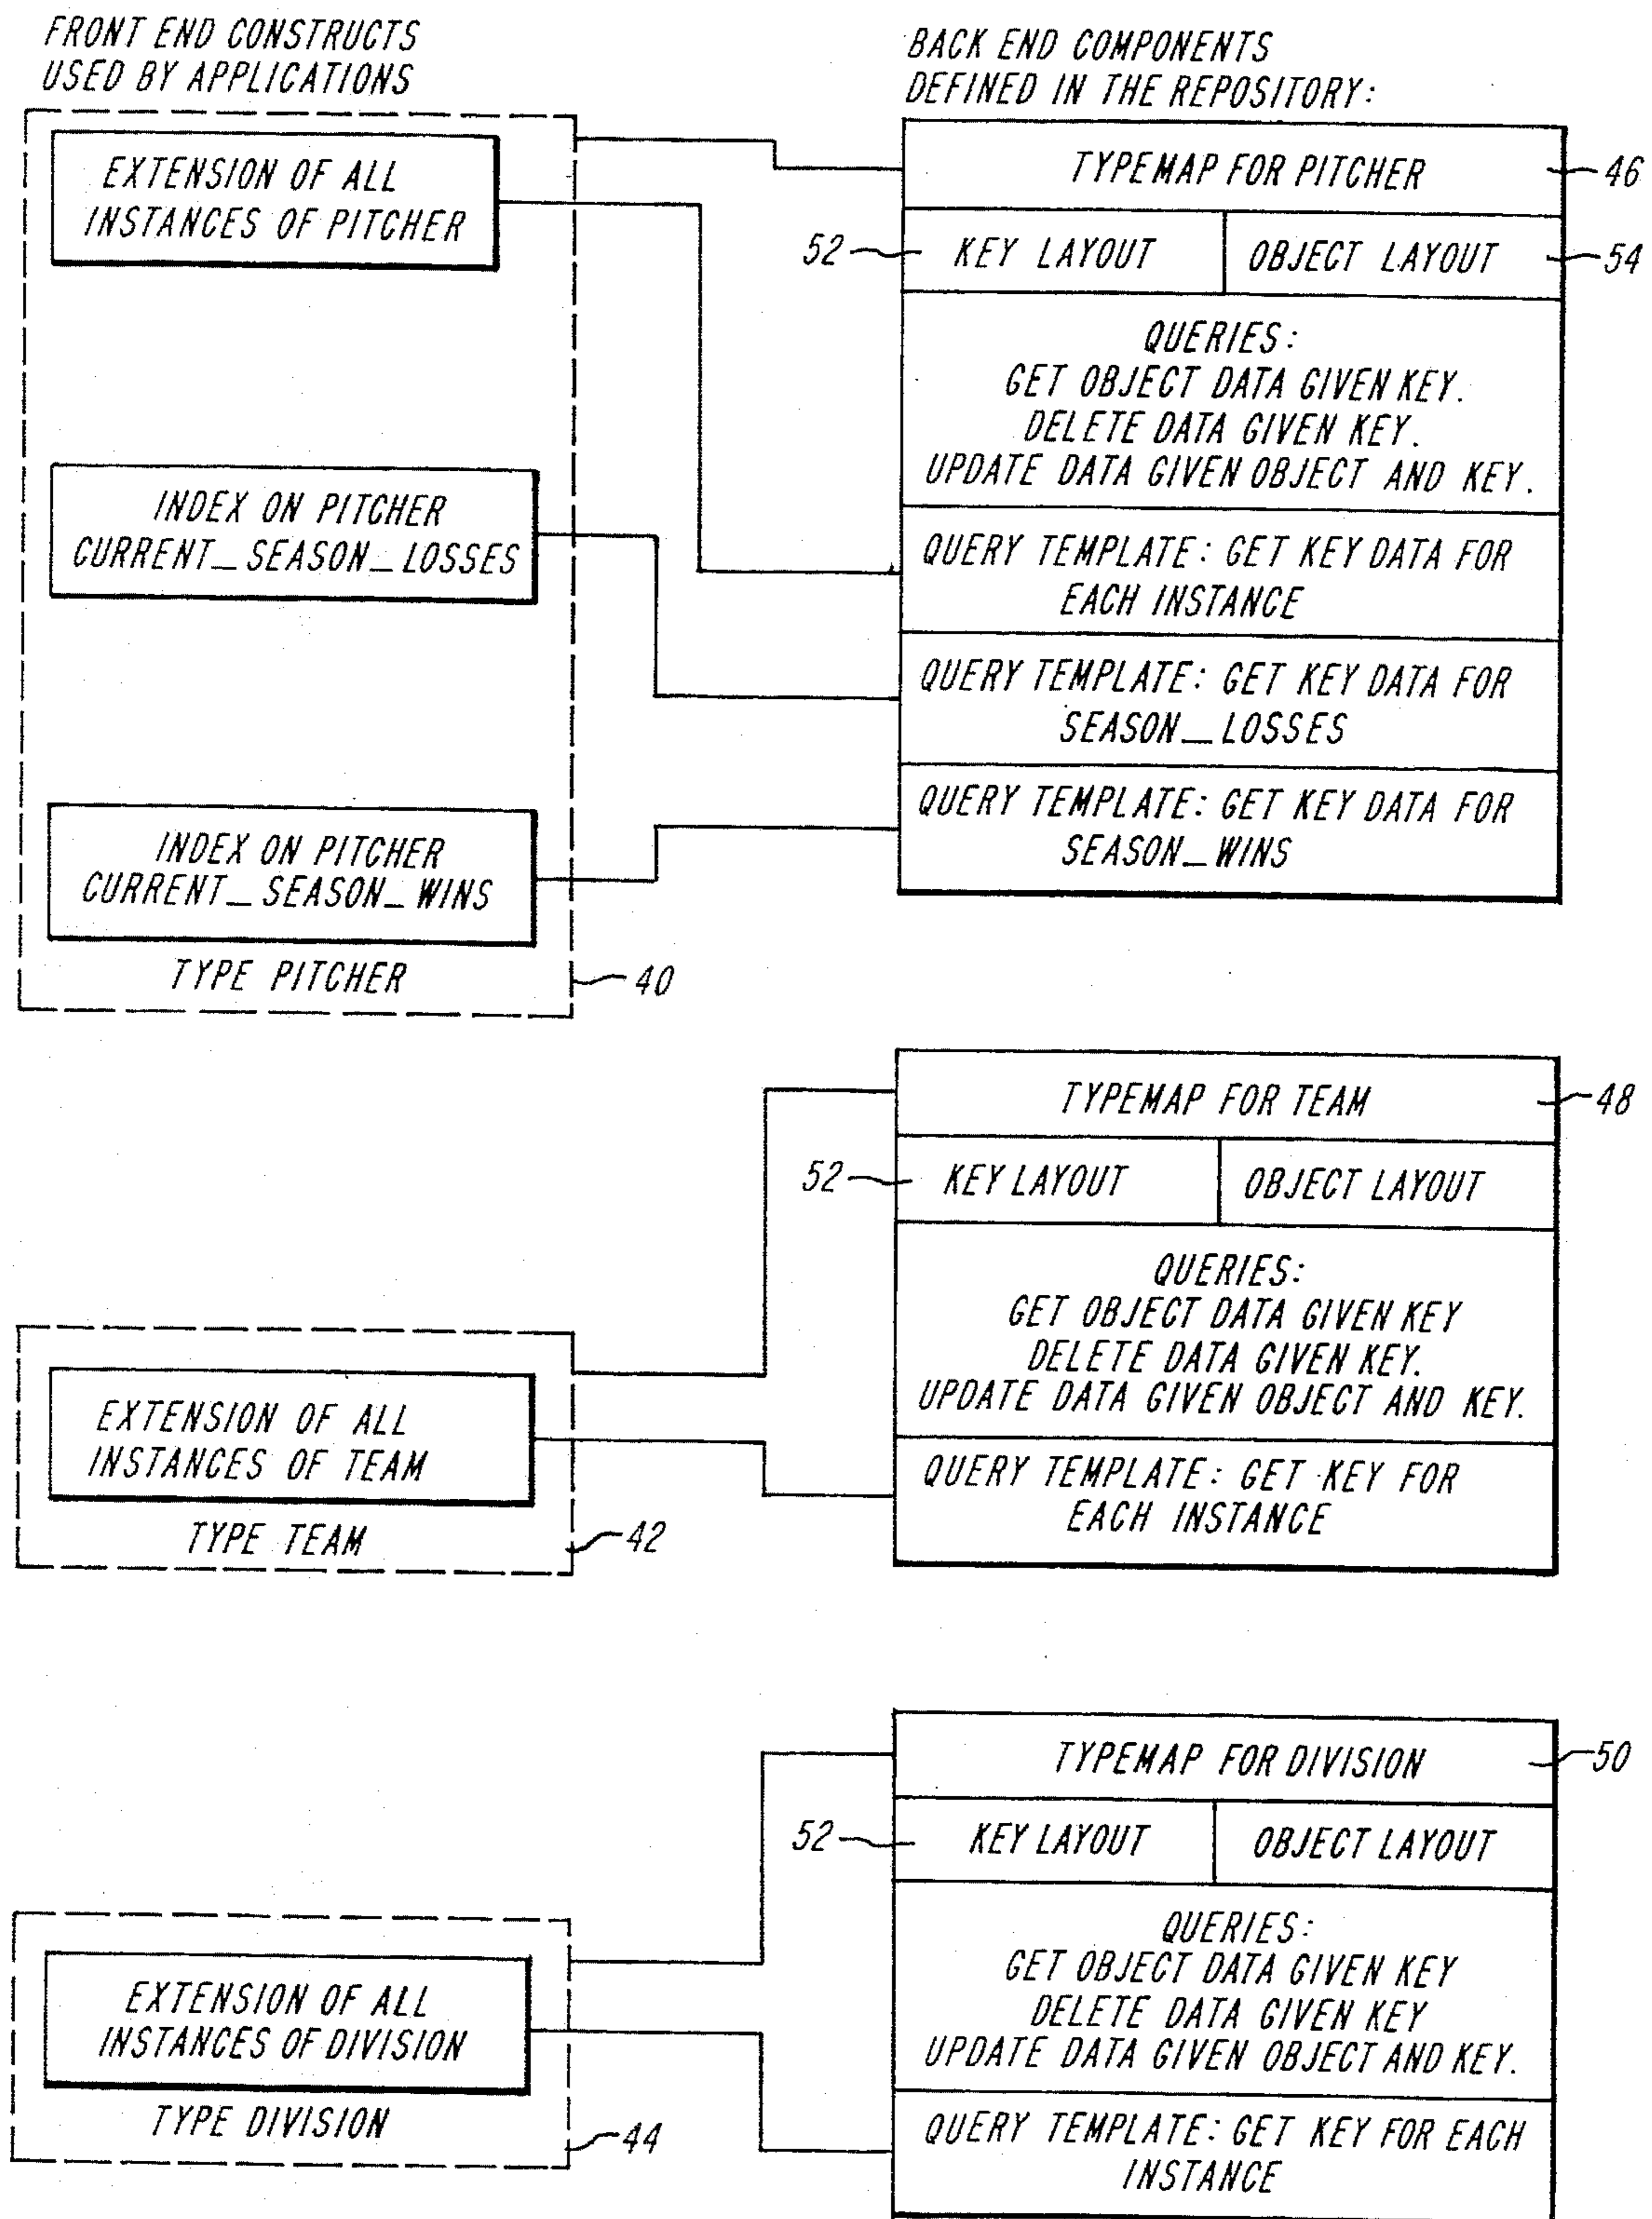 FRONT END CONSTRUCTS
USED BY APPLICATIONS
BACK END COMPONENTS
DEFINED IN THE REPOSITORY:
EXTENSION OF ALL
INSTANCES OF PITCHER
INDEX ON PITCHER
CURRENT_SEASON_LOSSES
INDEX ON PITCHER
CURRENT_SEASON_WINS
TYPE PITCHER
40
TYPEMAP FOR PITCHER
46
52
KEY LAYOUT
OBJECT LAYOUT
54
QUERIES:
GET OBJECT DATA GIVEN KEY.
DELETE DATA GIVEN KEY.
UPDATE DATA GIVEN OBJECT AND KEY.
QUERY TEMPLATE: GET KEY DATA FOR
EACH INSTANCE
QUERY TEMPLATE: GET KEY DATA FOR
SEASON_LOSSES
QUERY TEMPLATE: GET KEY DATA FOR
SEASON_WINS
EXTENSION OF ALL
INSTANCES OF TEAM
TYPE TEAM
42
TYPEMAP FOR TEAM
48
52
KEY LAYOUT
OBJECT LAYOUT
QUERIES:
GET OBJECT DATA GIVEN KEY
DELETE DATA GIVEN KEY.
UPDATE DATA GIVEN OBJECT AND KEY.
QUERY TEMPLATE: GET KEY FOR
EACH INSTANCE
EXTENSION OF ALL
INSTANCES OF DIVISION
TYPE DIVISION
44
TYPEMAP FOR DIVISION
50
52
KEY LAYOUT
OBJECT LAYOUT
QUERIES:
GET OBJECT DATA GIVEN KEY
DELETE DATA GIVEN KEY
UPDATE DATA GIVEN OBJECT AND KEY.
QUERY TEMPLATE: GET KEY FOR EACH
INSTANCE